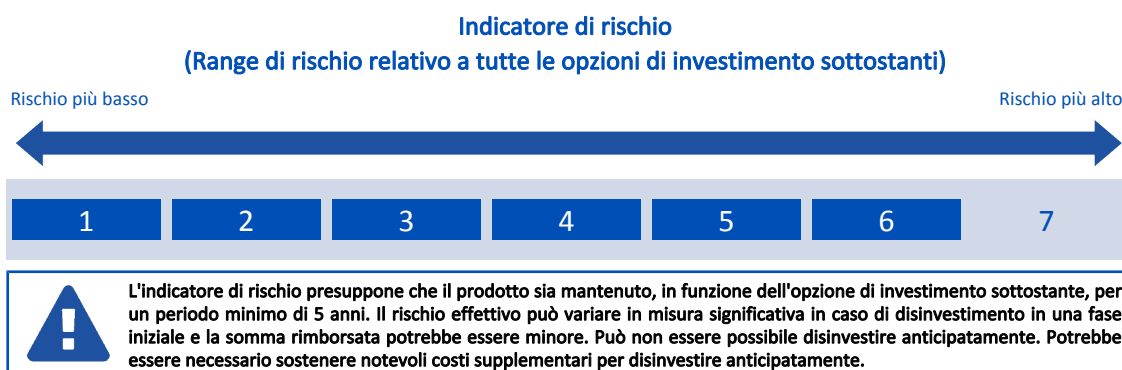 Indicatore di rischio
(Range di rischio relativo a tutte le opzioni di investimento sottostanti)
Rischio più basso Rischio più alto
1 2 3 4 5 6 7
L'indicatore di rischio presuppone che il prodotto sia mantenuto, in funzione dell'opzione di investimento sottostante, per
un periodo minimo di 5 anni. Il rischio effettivo può variare in misura significativa in caso di disinvestimento in una fase
iniziale e la somma rimborsata potrebbe essere minore. Può non essere possibile disinvestire anticipatamente. Potrebbe
essere necessario sostenere notevoli costi supplementari per disinvestire anticipatamente.